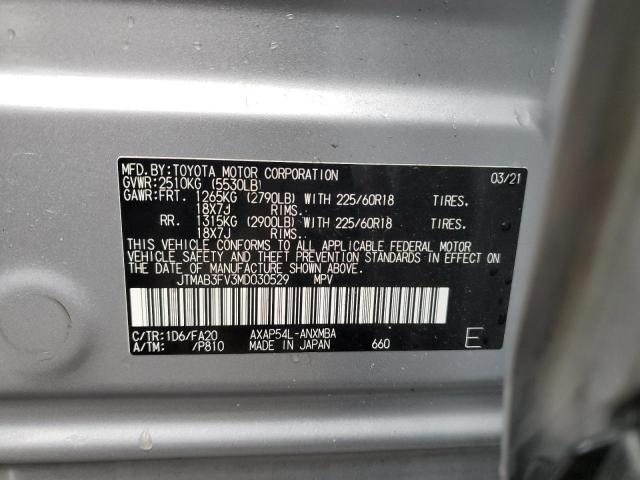 MFD. BY: TOYOTA MOTOR CORPORATION 03/21
GVWR: 2510KG (5530LB)
GAWR: FRT. 1265KG (2790LB) WITH 225/60R18 TIRES.
18X7J RIMS.
RR. 1315KG (2900LB) WITH 225/60R18 TIRES.
18X7J RIMS.
THIS VEHICLE CONFORMS TO ALL APPLICABLE FEDERAL MOTOR
VEHICLE SAFETY AND THEFT PREVENTION STANDARDS IN EFFECT ON
THE DATE OF MANUFACTURE SHOWN ABOVE.
JTMAB3FV3MD030529 MPV
C/TR: 1D6/FA20 AXAP54L-ANXMBA
A/TM: /P810 MADE IN JAPAN 660 E